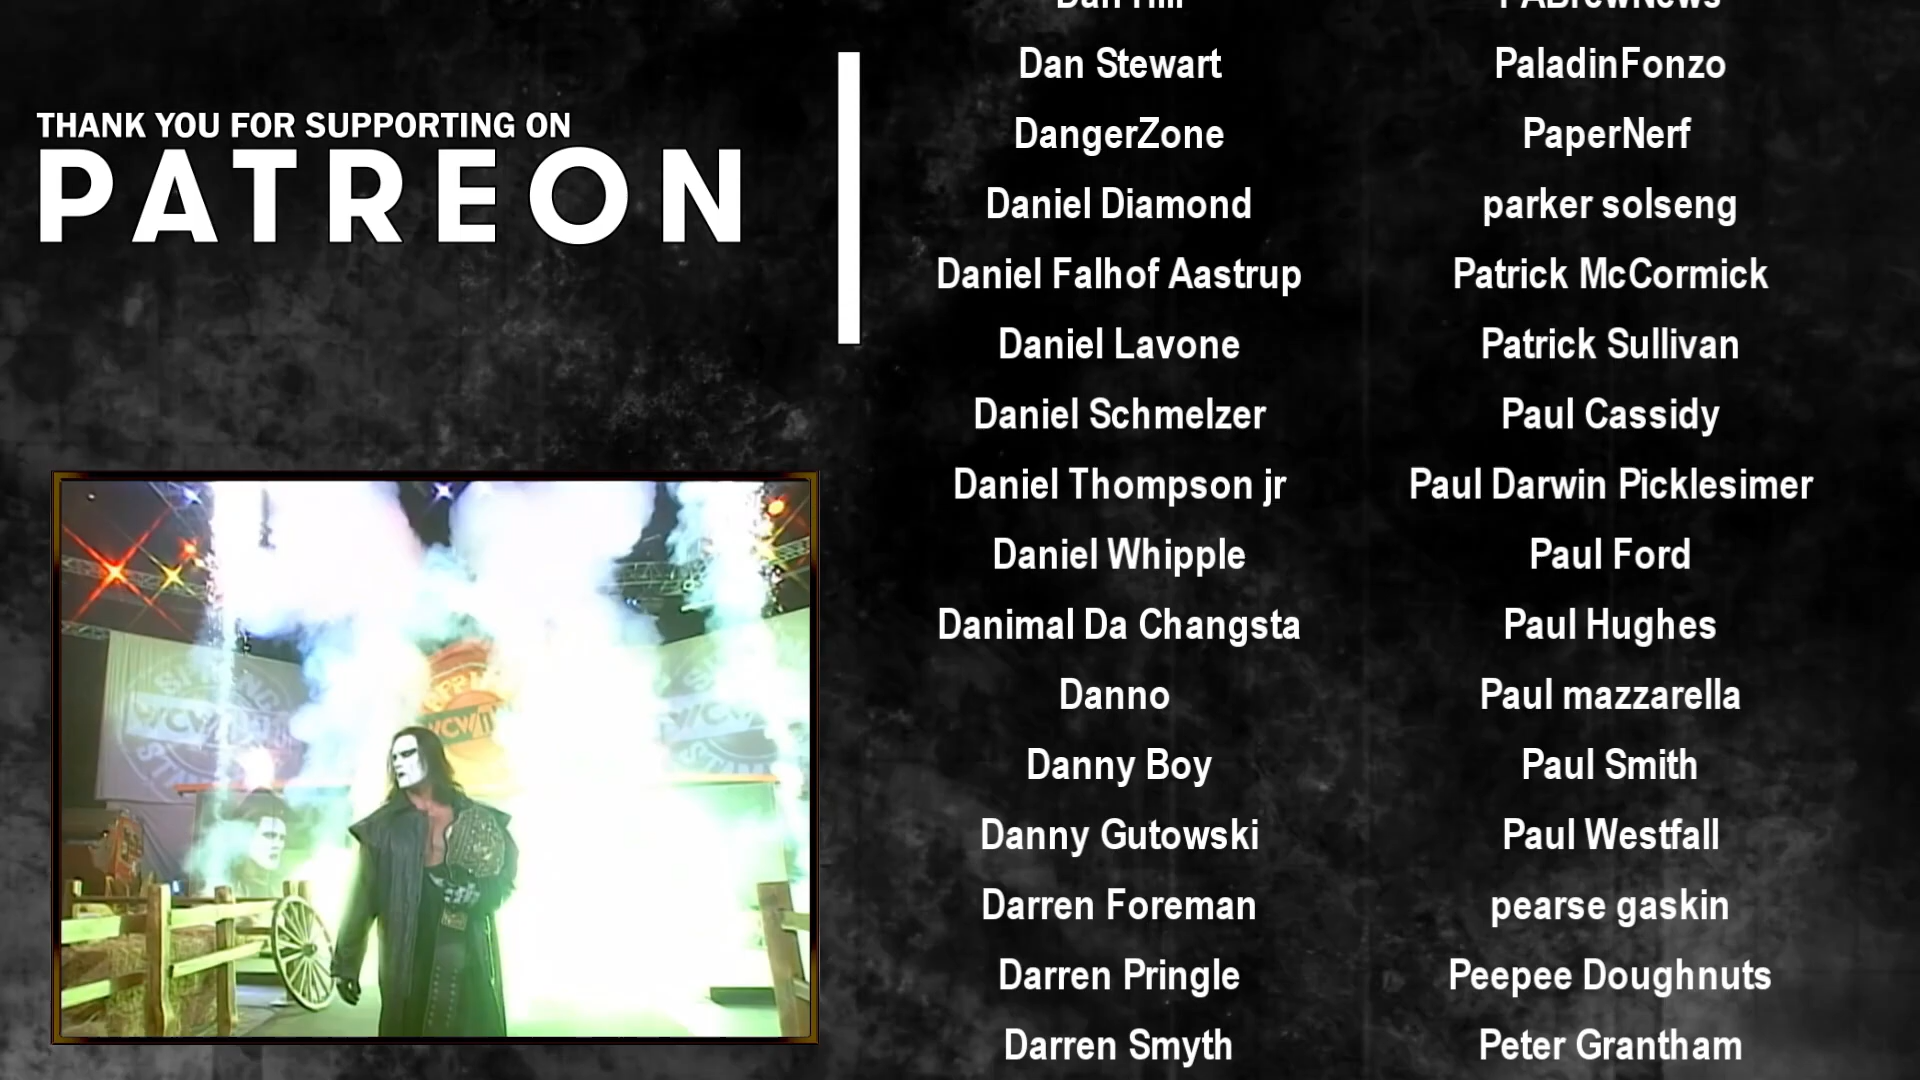 THANK YOU FOR SUPPORTING ON
PATREON
Dan Hill
Dan Stewart
DangerZone
Daniel Diamond
Daniel Falhof Aastrup
Daniel Lavone
Daniel Schmelzer
Daniel Thompson jr
Daniel Whipple
Danimal Da Changsta
Danno
Danny Boy
Danny Gutowski
Darren Foreman
Darren Pringle
Darren Smyth
PABrewNews
PaladinFonzo
PaperNerf
parker solseng
Patrick McCormick
Patrick Sullivan
Paul Cassidy
Paul Darwin Picklesimer
Paul Ford
Paul Hughes
Paul mazzarella
Paul Smith
Paul Westfall
pearse gaskin
Peepee Doughnuts
Peter Grantham